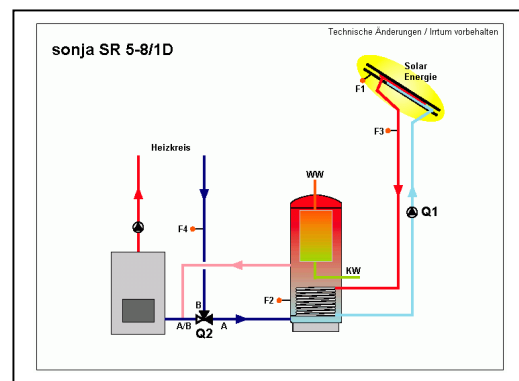 Technische Änderungen / Irrtum vorbehalten
sonja SR 5-8/1D
Solar
Energie
F1
F3
Heizkreis
WW
Q1
F4
KW
F2
B
A/B
A
Q2